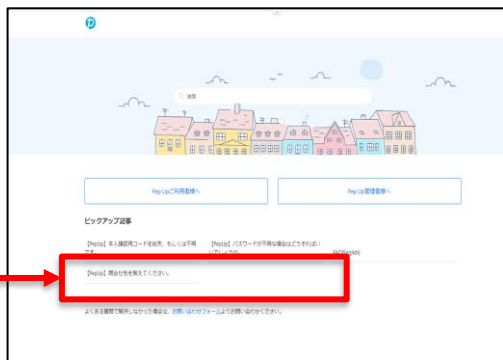 検索
Pep Upご利用者様へ
Pep Up管理者様へ
ピックアップ記事
【PepUp】本人確認用コードを紛失、もしくは不明です。
【PepUp】パスワードが不明な場合はどうすればいいでしょうか。
FAQ(English)
【PepUp】問合せ先を教えてください。
よくある質問で解決しなかった場合は、お問い合わせフォームよりお問い合わせください。